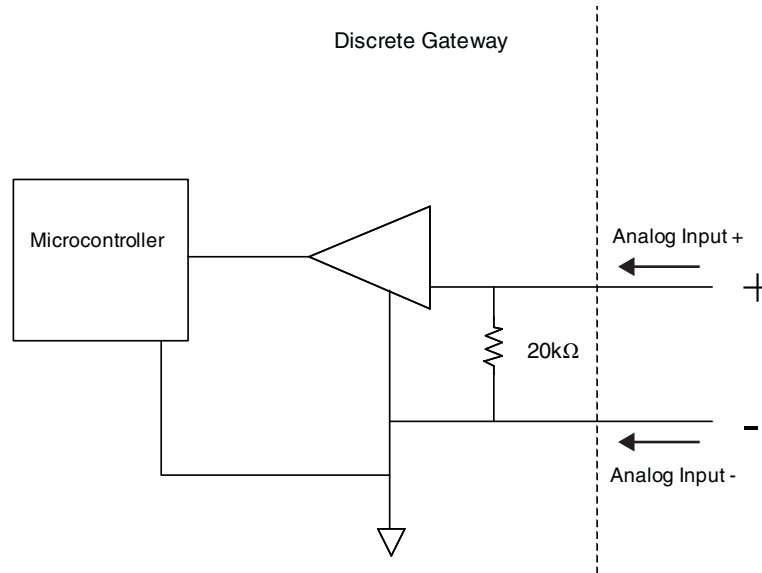 Discrete Gateway
Microcontroller
Analog Input +
+
20kΩ
-
Analog Input -